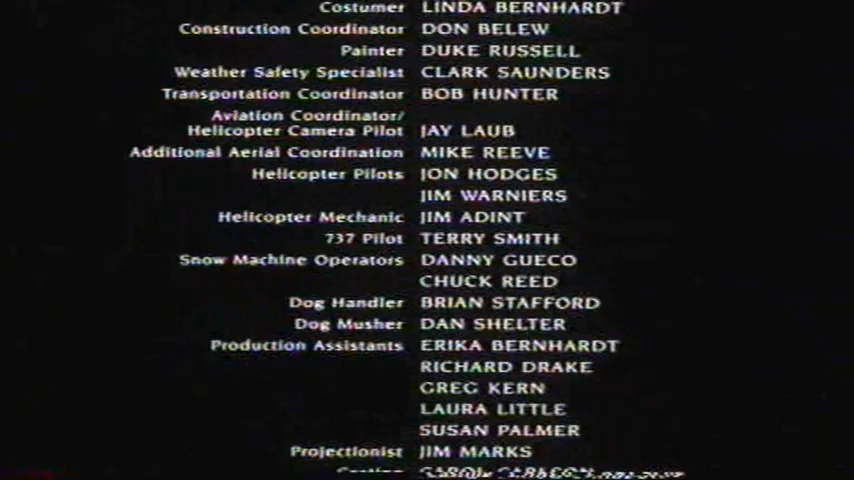 Costumer LINDA BERNHARDT
Construction Coordinator DON BELEW
Painter DUKE RUSSELL
Weather Safety Specialist CLARK SAUNDERS
Transportation Coordinator BOB HUNTER
Aviation Coordinator/
Helicopter Camera Pilot JAY LAUB
Additional Aerial Coordination MIKE REEVE
Helicopter Pilots JON HODGES
JIM WARNIERS
Helicopter Mechanic JIM ADINT
737 Pilot TERRY SMITH
Snow Machine Operators DANNY GUECO
CHUCK REED
Dog Handler BRIAN STAFFORD
Dog Musher DAN SHELTER
Production Assistants ERIKA BERNHARDT
RICHARD DRAKE
GREG KERN
LAURA LITTLE
SUSAN PALMER
Projectionist JIM MARKS